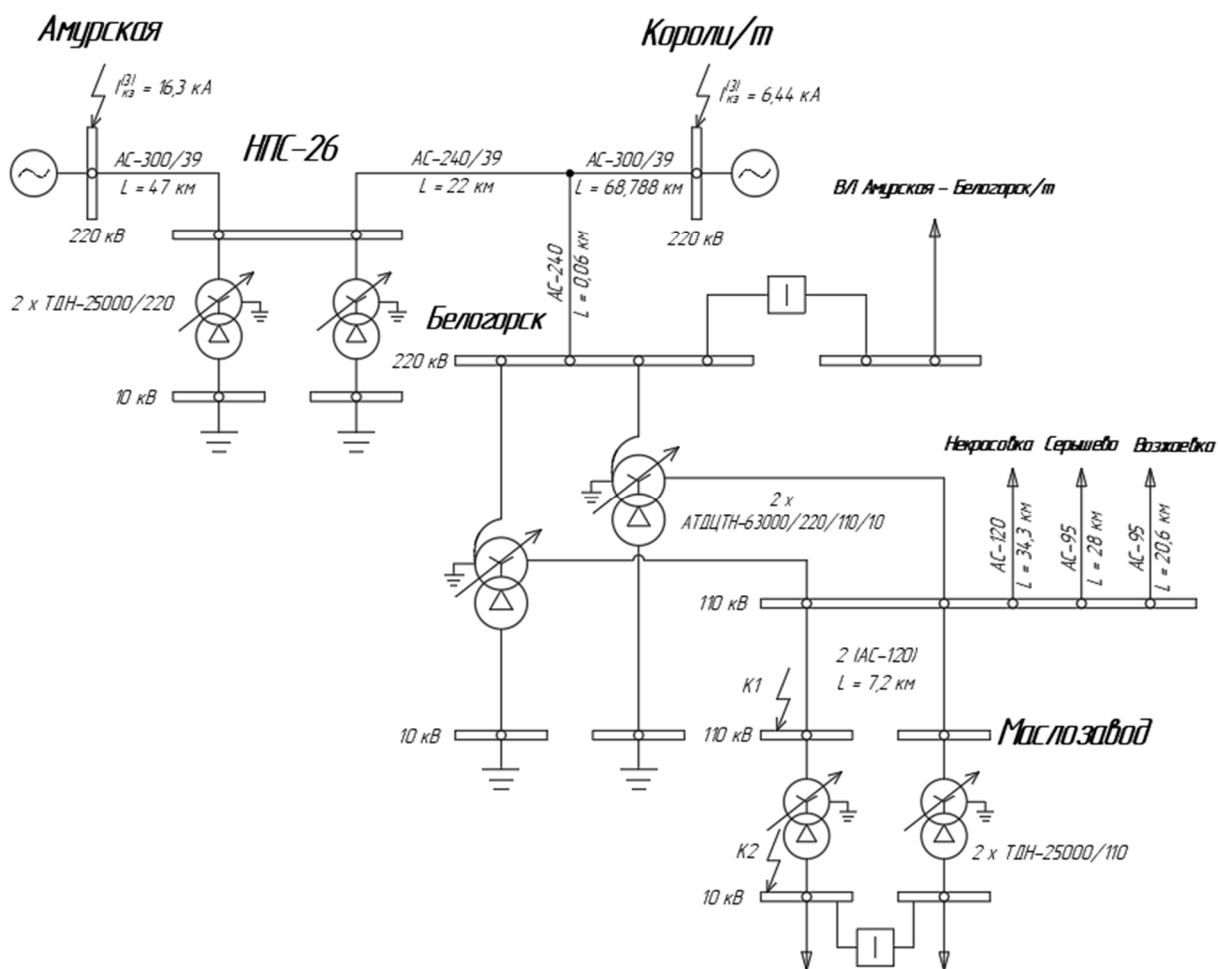 Амурская
Короли/т
I(3)кз = 16,3 кА
I(3)кз = 6,44 кА
НПС-26
АС-300/39
L = 47 км
АС-240/39
L = 22 км
АС-300/39
L = 68,788 км
ВЛ Амурская - Белогорск/т
220 кВ
220 кВ
АС-240
L = 0,06 км
2 х ТДН-25000/220
Белогорск
220 кВ
10 кВ
Некрасовка
Серышево
Возжаевка
2 х
АТДЦТН-63000/220/110/10
АС-120
L = 34,3 км
АС-95
L = 28 км
АС-95
L = 20,6 км
110 кВ
2 (АС-120)
L = 7,2 км
К1
10 кВ
110 кВ
Маслозавод
К2
2 х ТДН-25000/110
10 кВ